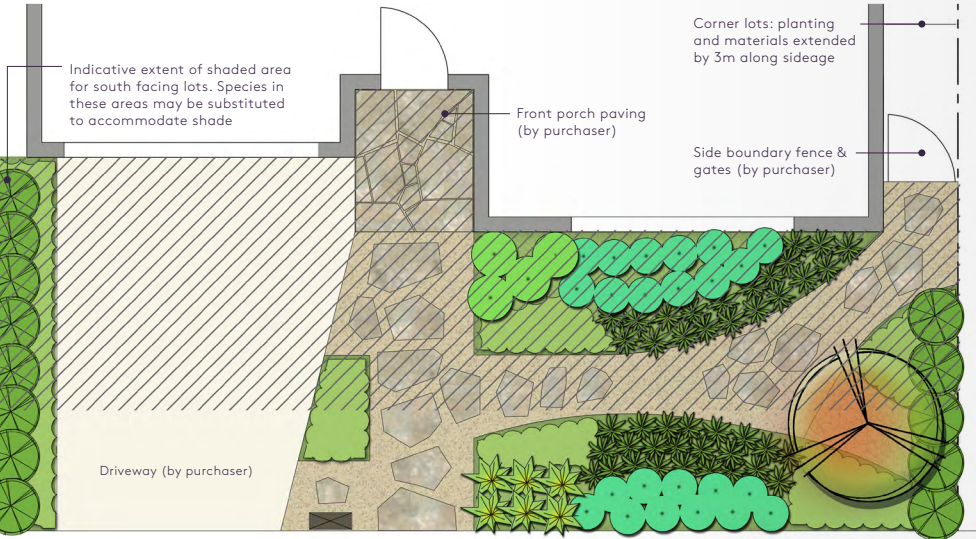 Corner lots: planting
and materials extended
by 3m along sideage
Indicative extent of shaded area
for south facing lots. Species in
these areas may be substituted
to accommodate shade
Front porch paving
(by purchaser)
Side boundary fence &
gates (by purchaser)
Driveway (by purchaser)